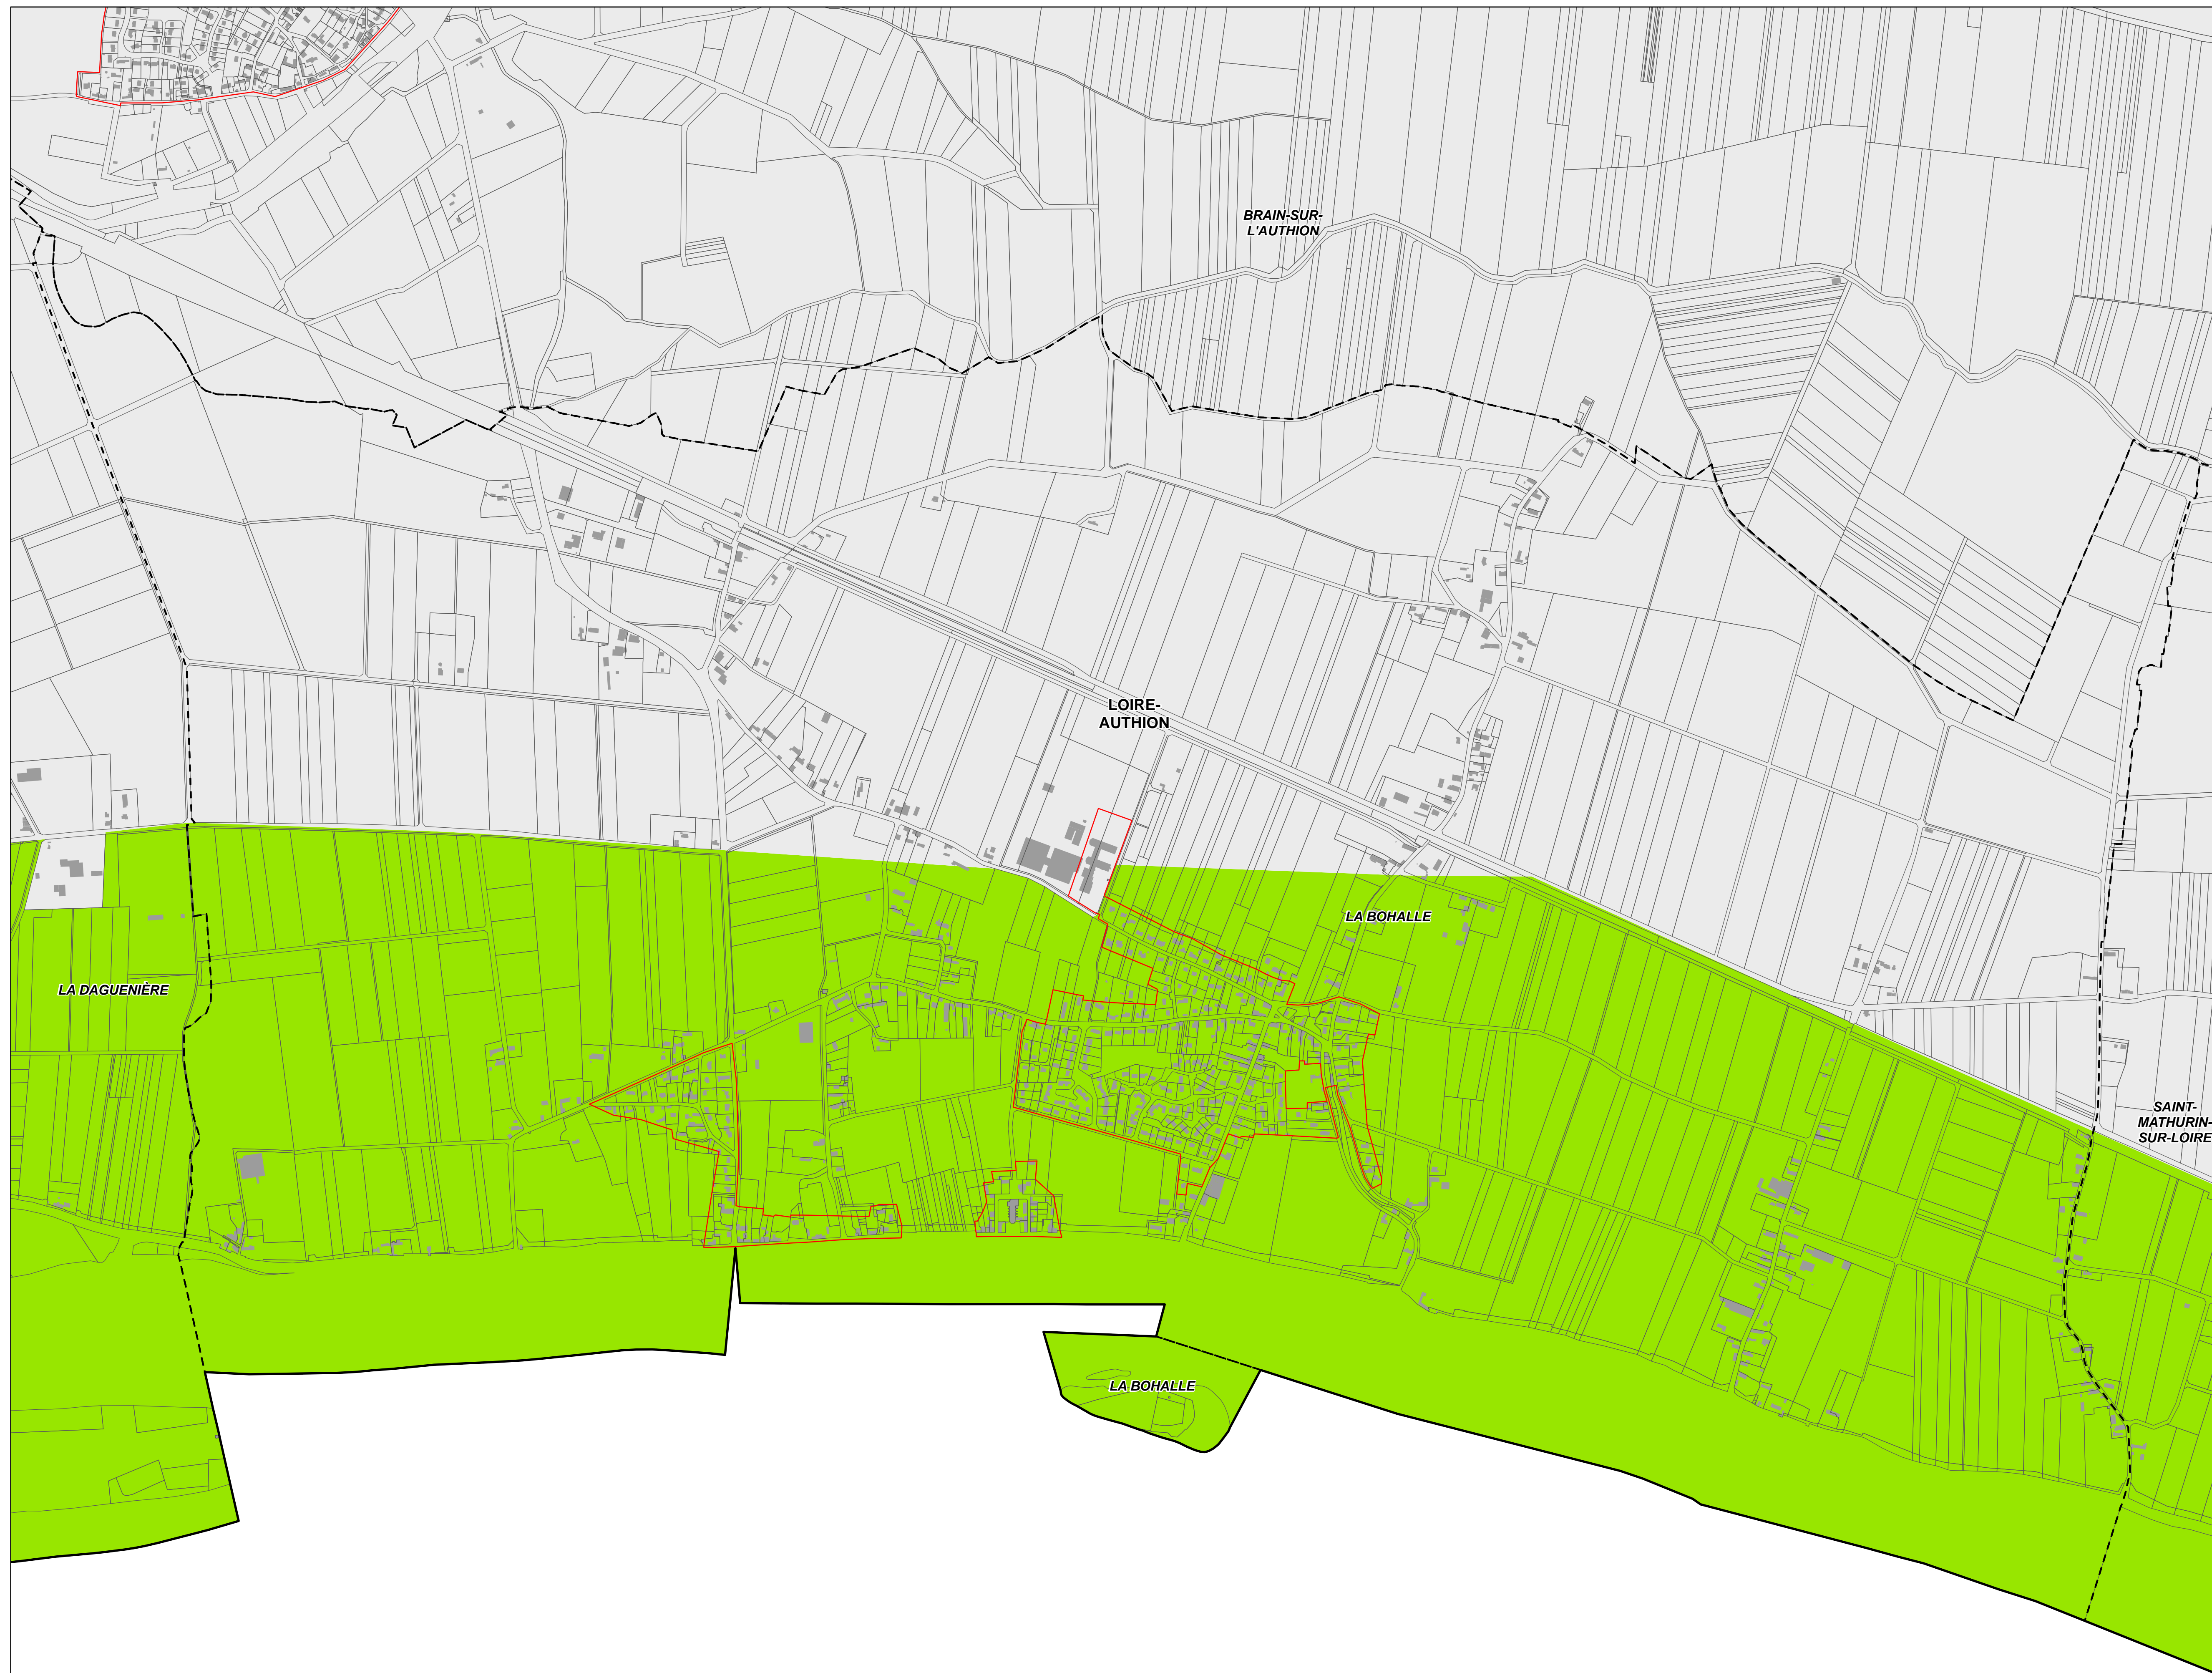 BRAIN-SUR-
L'AUTHION
LOIRE-
AUTHION
LA BOHALLE
LA DAGUENIÈRE
SAINT-
MATHURIN-
SUR-LOIRE
LA BOHALLE